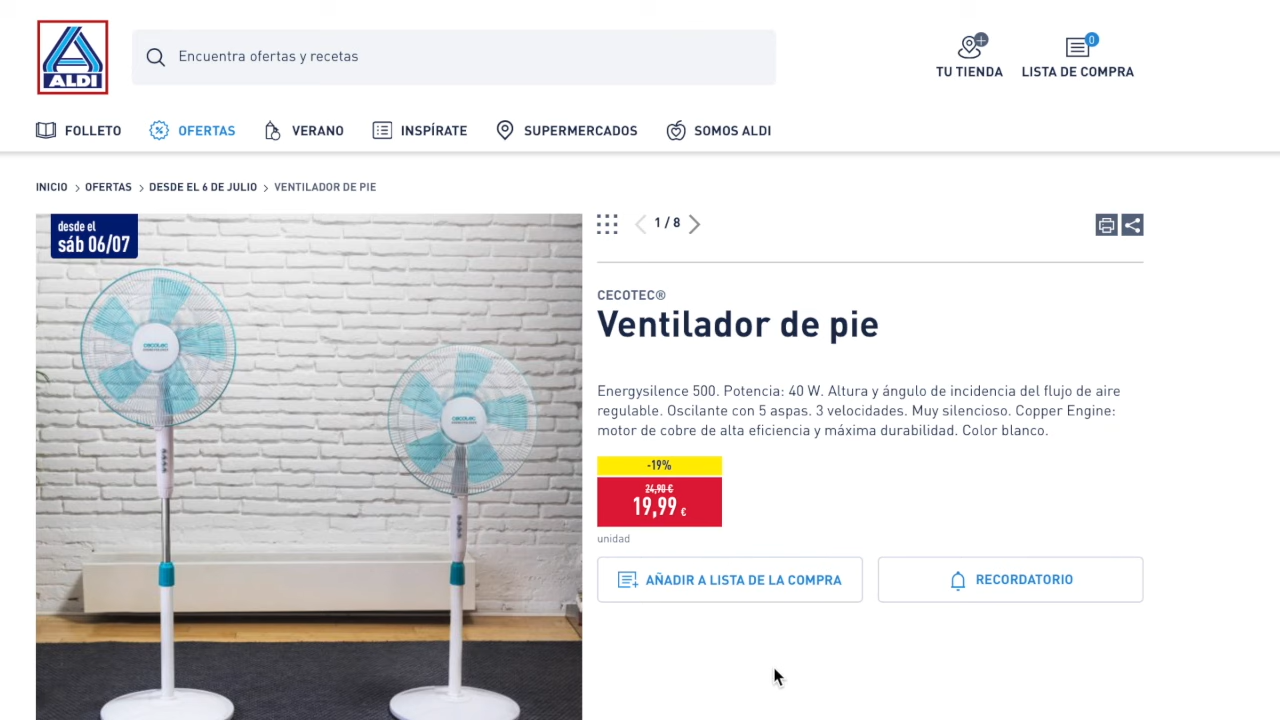 ALDI
Encuentra ofertas y recetas
TU TIENDA
0
LISTA DE COMPRA
FOLLETO
OFERTAS
VERANO
INSPÍRATE
SUPERMERCADOS
SOMOS ALDI
INICIO > OFERTAS > DESDE EL 6 DE JULIO > VENTILADOR DE PIE
desde el
sáb 06/07
1 / 8
CECOTEC®
Ventilador de pie
Energysilence 500. Potencia: 40 W. Altura y ángulo de incidencia del flujo de aire
regulable. Oscilante con 5 aspas. 3 velocidades. Muy silencioso. Copper Engine:
motor de cobre de alta eficiencia y máxima durabilidad. Color blanco.
-19%
24,90 €
19,99 €
unidad
AÑADIR A LISTA DE LA COMPRA
RECORDATORIO
cecotec
cecotec